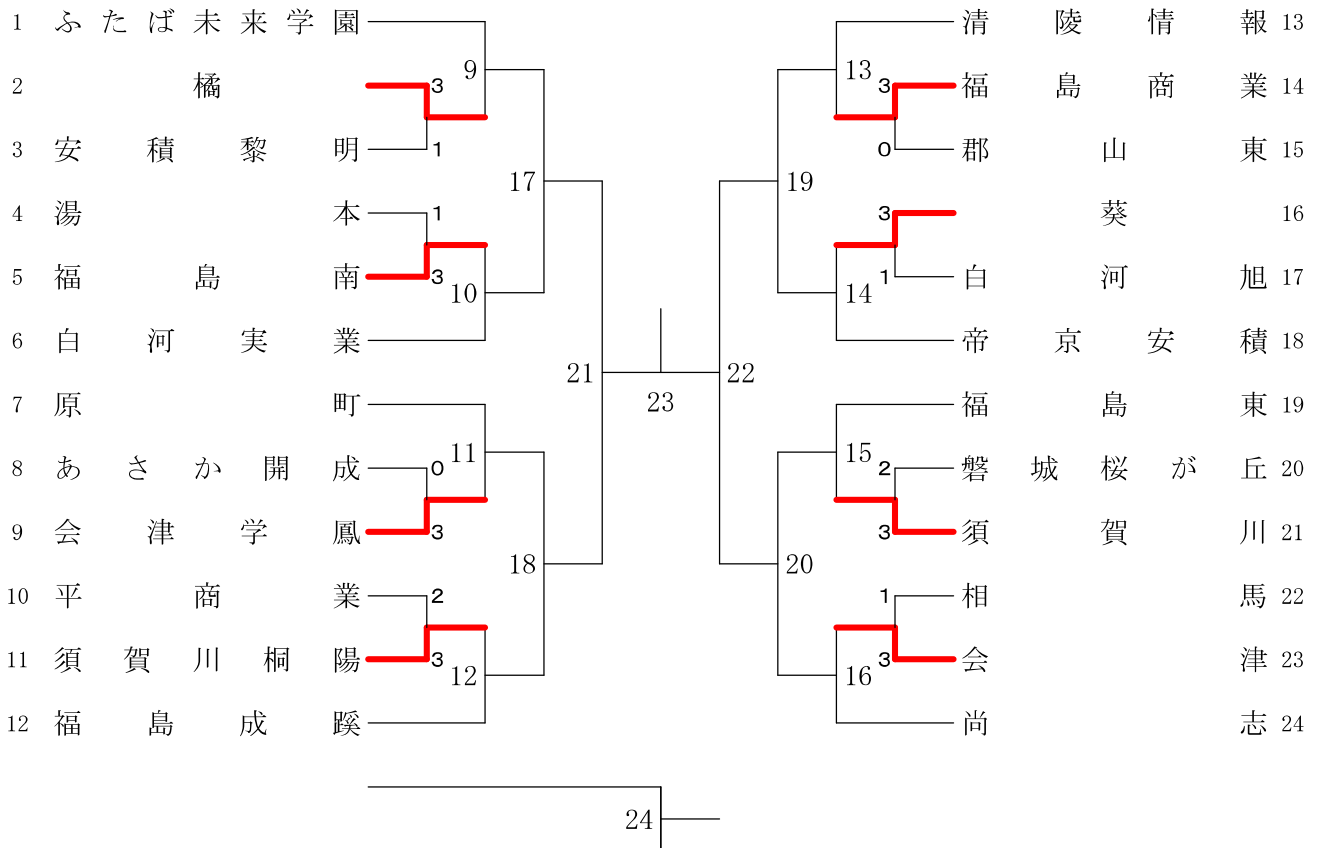 1 ふたば未来学園
2 橘
3 安積黎明
4 湯本
5 福島南
6 白河実業
7 原町
8 あさか開成
9 会津学鳳
10 平商業
11 須賀川桐陽
12 福島成蹊
9
3
1
17
1
3
10
21
11
0
3
18
2
3
12
23
24
清陵情報 13
福島商業 14
郡山東 15
葵 16
白河旭 17
帝京安積 18
福島東 19
磐城桜が丘 20
須賀川 21
相馬 22
会津 23
尚志 24
13
3
0
19
3
1
14
22
15
2
3
20
1
3
16